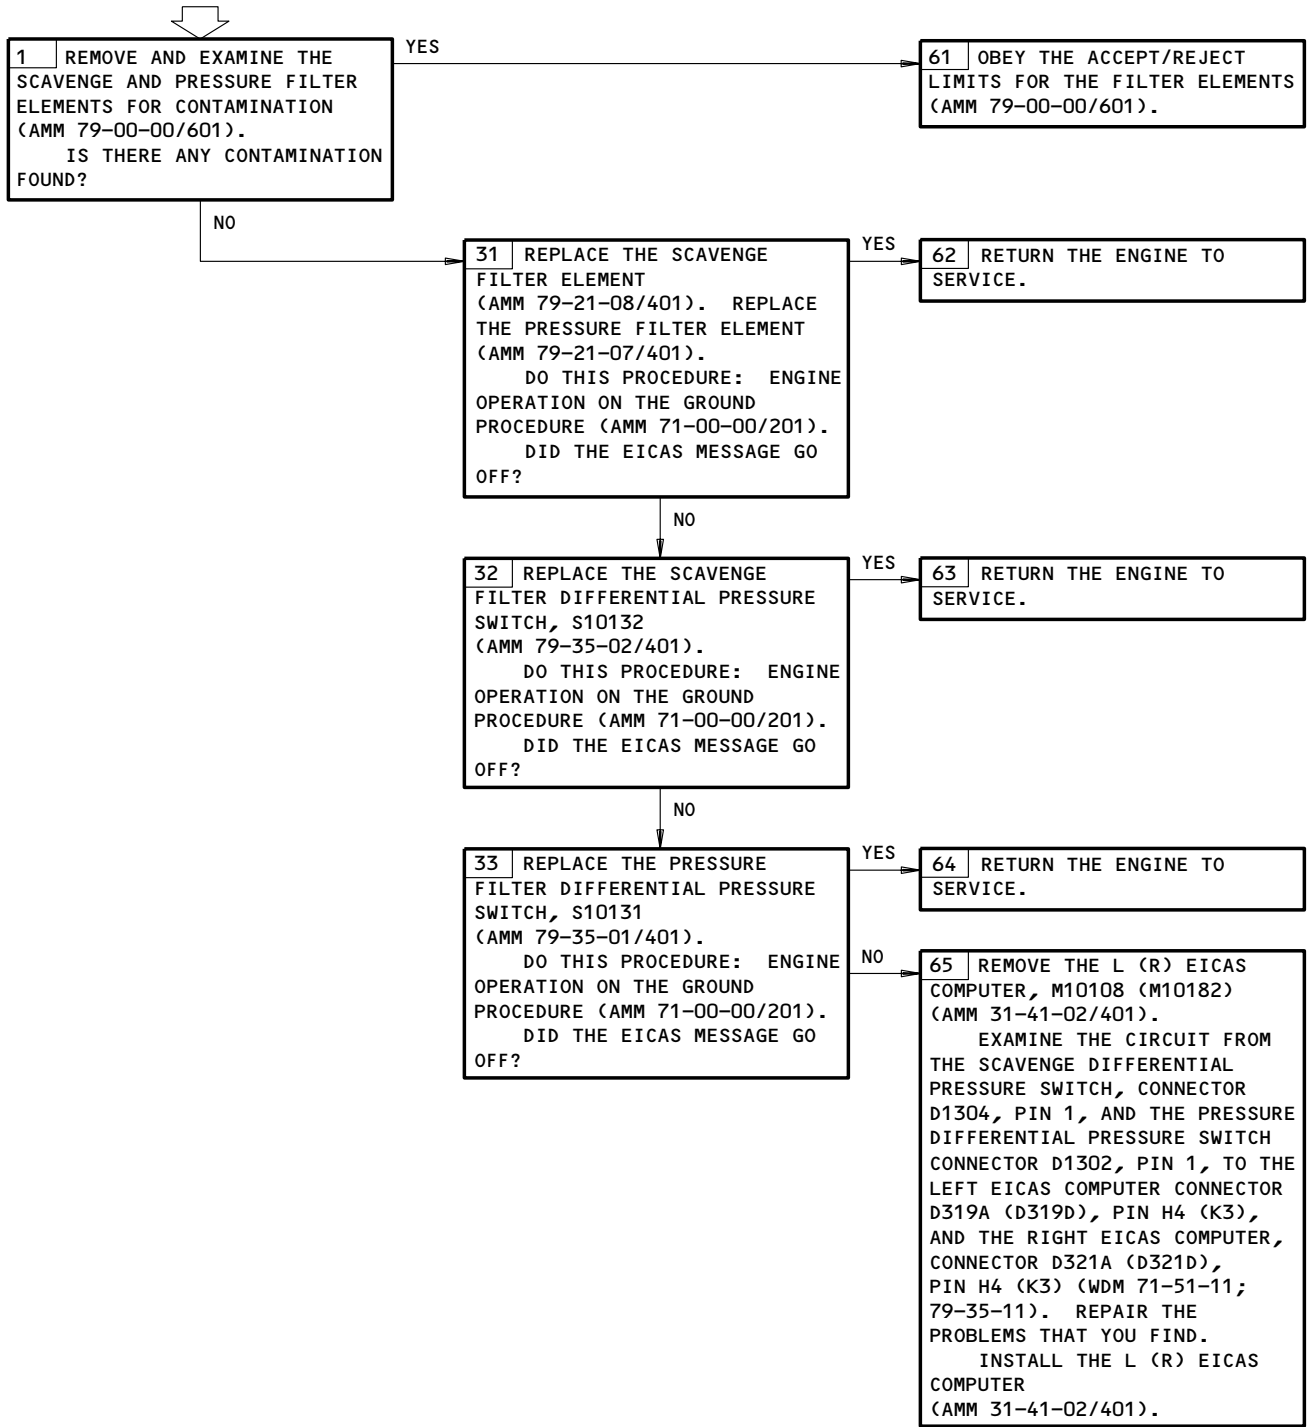 YES
1 REMOVE AND EXAMINE THE
SCAVENGE AND PRESSURE FILTER
ELEMENTS FOR CONTAMINATION
(AMM 79-00-00/601).
IS THERE ANY CONTAMINATION
FOUND?
61 OBEY THE ACCEPT/REJECT
LIMITS FOR THE FILTER ELEMENTS
(AMM 79-00-00/601).
NO
31 REPLACE THE SCAVENGE
FILTER ELEMENT
(AMM 79-21-08/401). REPLACE
THE PRESSURE FILTER ELEMENT
(AMM 79-21-07/401).
DO THIS PROCEDURE: ENGINE
OPERATION ON THE GROUND
PROCEDURE (AMM 71-00-00/201).
DID THE EICAS MESSAGE GO
OFF?
YES
62 RETURN THE ENGINE TO
SERVICE.
NO
32 REPLACE THE SCAVENGE
FILTER DIFFERENTIAL PRESSURE
SWITCH, S10132
(AMM 79-35-02/401).
DO THIS PROCEDURE: ENGINE
OPERATION ON THE GROUND
PROCEDURE (AMM 71-00-00/201).
DID THE EICAS MESSAGE GO
OFF?
YES
63 RETURN THE ENGINE TO
SERVICE.
NO
33 REPLACE THE PRESSURE
FILTER DIFFERENTIAL PRESSURE
SWITCH, S10131
(AMM 79-35-01/401).
DO THIS PROCEDURE: ENGINE
OPERATION ON THE GROUND
PROCEDURE (AMM 71-00-00/201).
DID THE EICAS MESSAGE GO
OFF?
YES
64 RETURN THE ENGINE TO
SERVICE.
NO
65 REMOVE THE L (R) EICAS
COMPUTER, M10108 (M10182)
(AMM 31-41-02/401).
EXAMINE THE CIRCUIT FROM
THE SCAVENGE DIFFERENTIAL
PRESSURE SWITCH, CONNECTOR
D1304, PIN 1, AND THE PRESSURE
DIFFERENTIAL PRESSURE SWITCH
CONNECTOR D1302, PIN 1, TO THE
LEFT EICAS COMPUTER CONNECTOR
D319A (D319D), PIN H4 (K3),
AND THE RIGHT EICAS COMPUTER,
CONNECTOR D321A (D321D),
PIN H4 (K3) (WDM 71-51-11;
79-35-11). REPAIR THE
PROBLEMS THAT YOU FIND.
INSTALL THE L (R) EICAS
COMPUTER
(AMM 31-41-02/401).